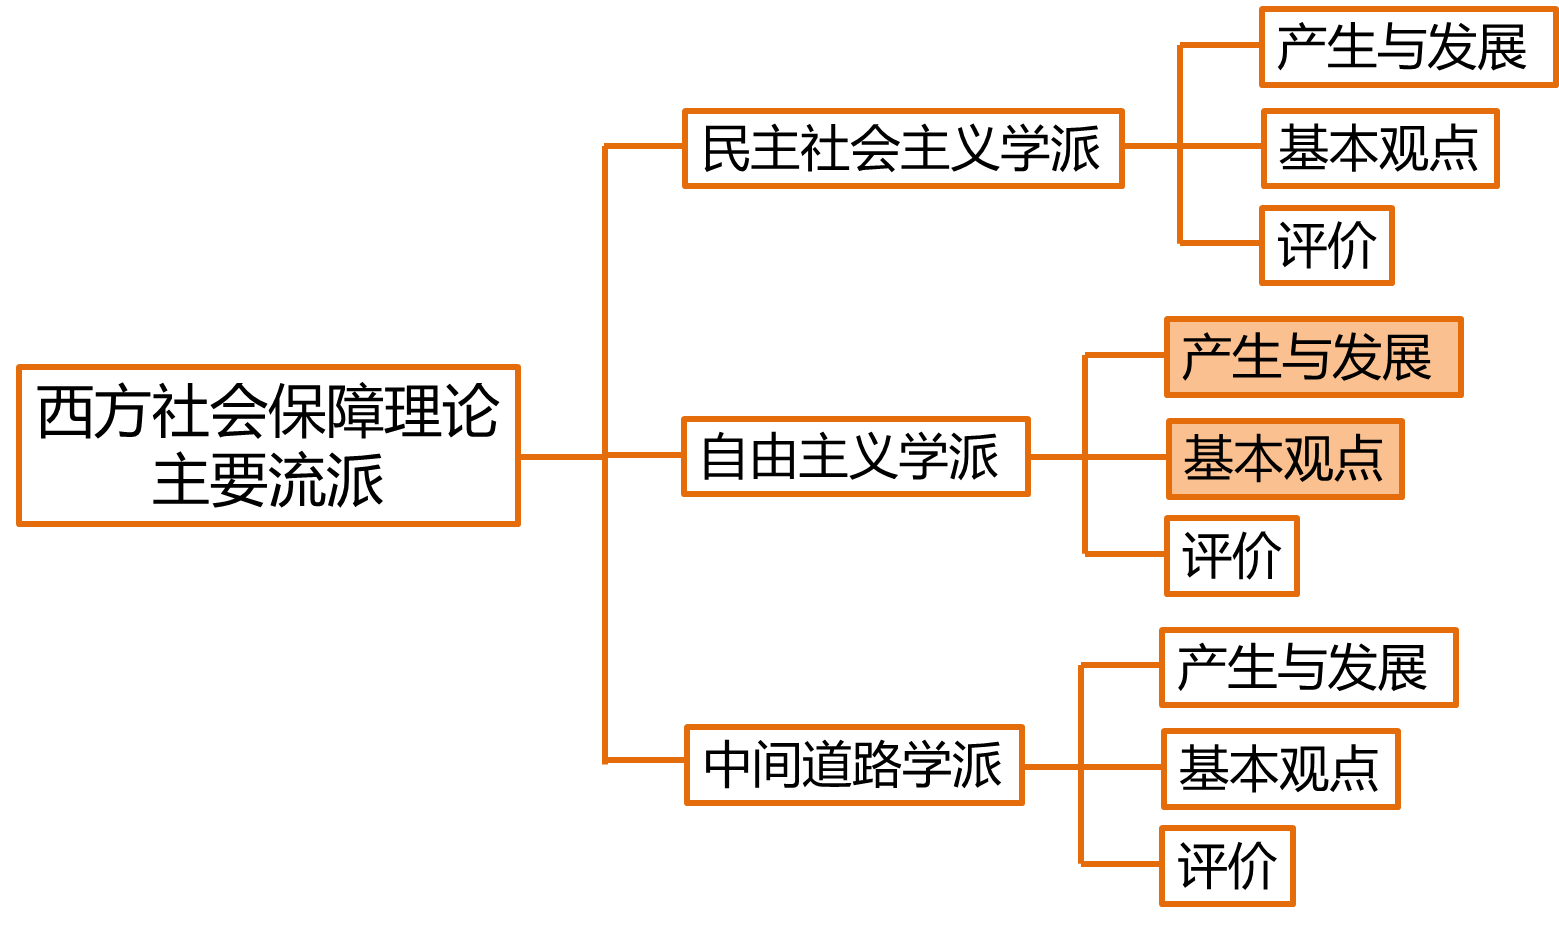 西方社会保障理论
主要流派
民主社会主义学派
产生与发展
基本观点
评价
自由主义学派
产生与发展
基本观点
评价
中间道路学派
产生与发展
基本观点
评价